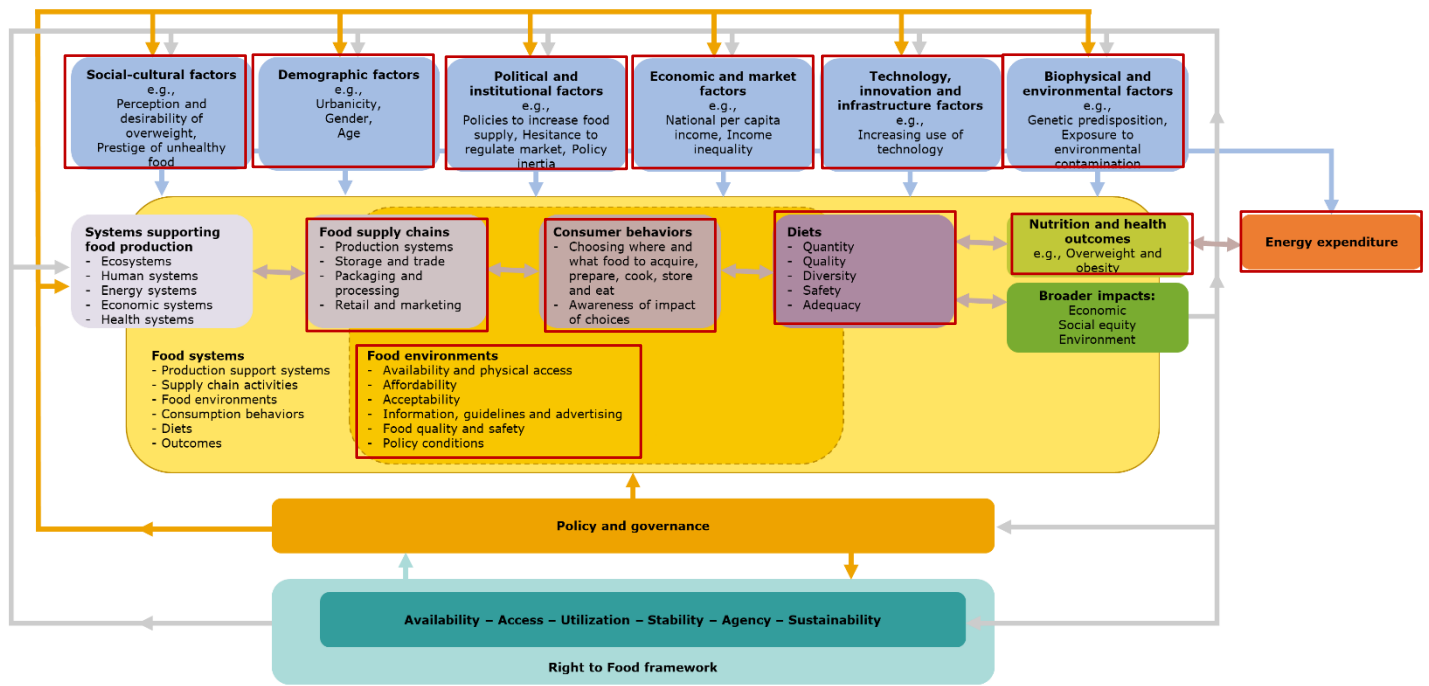 Social-cultural factors
e.g.,
Perception and
desirability of
overweight,
Prestige of unhealthy
food
Demographic factors
e.g.,
Urbanicity,
Gender,
Age
Political and
institutional factors
e.g.,
Policies to increase food
supply, Hesitance to
regulate market, Policy
inertia
Economic and market
factors
e.g.,
National per capita
income, Income
inequality
Technology,
innovation and
infrastructure factors
e.g.,
Increasing use of
technology
Biophysical and
environmental factors
e.g.,
Genetic predisposition,
Exposure to
environmental
contamination
Systems supporting
food production
- Ecosystems
- Human systems
- Energy systems
- Economic systems
- Health systems
Food supply chains
- Production systems
- Storage and trade
- Packaging and
processing
- Retail and marketing
Consumer behaviors
- Choosing where and
what food to acquire,
prepare, cook, store
and eat
- Awareness of impact
of choices
Diets
- Quantity
- Quality
- Diversity
- Safety
- Adequacy
Nutrition and health
outcomes
e.g., Overweight and
obesity
Energy expenditure
Broader impacts:
Economic
Social equity
Environment
Food systems
- Production support systems
- Supply chain activities
- Food environments
- Consumption behaviors
- Diets
- Outcomes
Food environments
- Availability and physical access
- Affordability
- Acceptability
- Information, guidelines and advertising
- Food quality and safety
- Policy conditions
Policy and governance
Availability – Access – Utilization – Stability – Agency – Sustainability
Right to Food framework